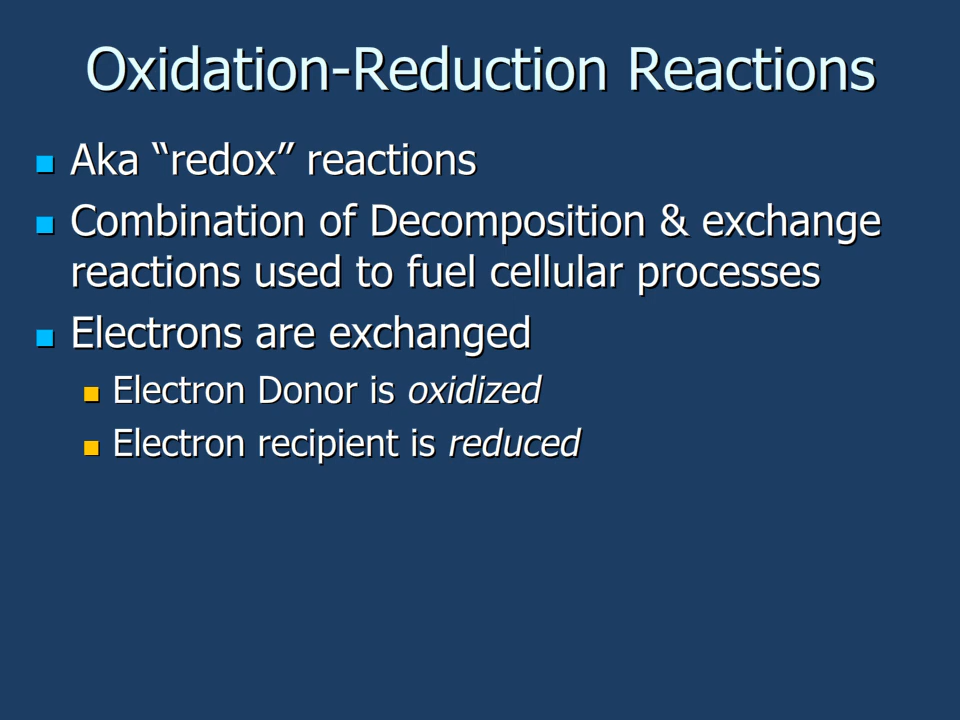 Oxidation-Reduction Reactions
Aka “redox” reactions
Combination of Decomposition & exchange
reactions used to fuel cellular processes
Electrons are exchanged
Electron Donor is oxidized
Electron recipient is reduced